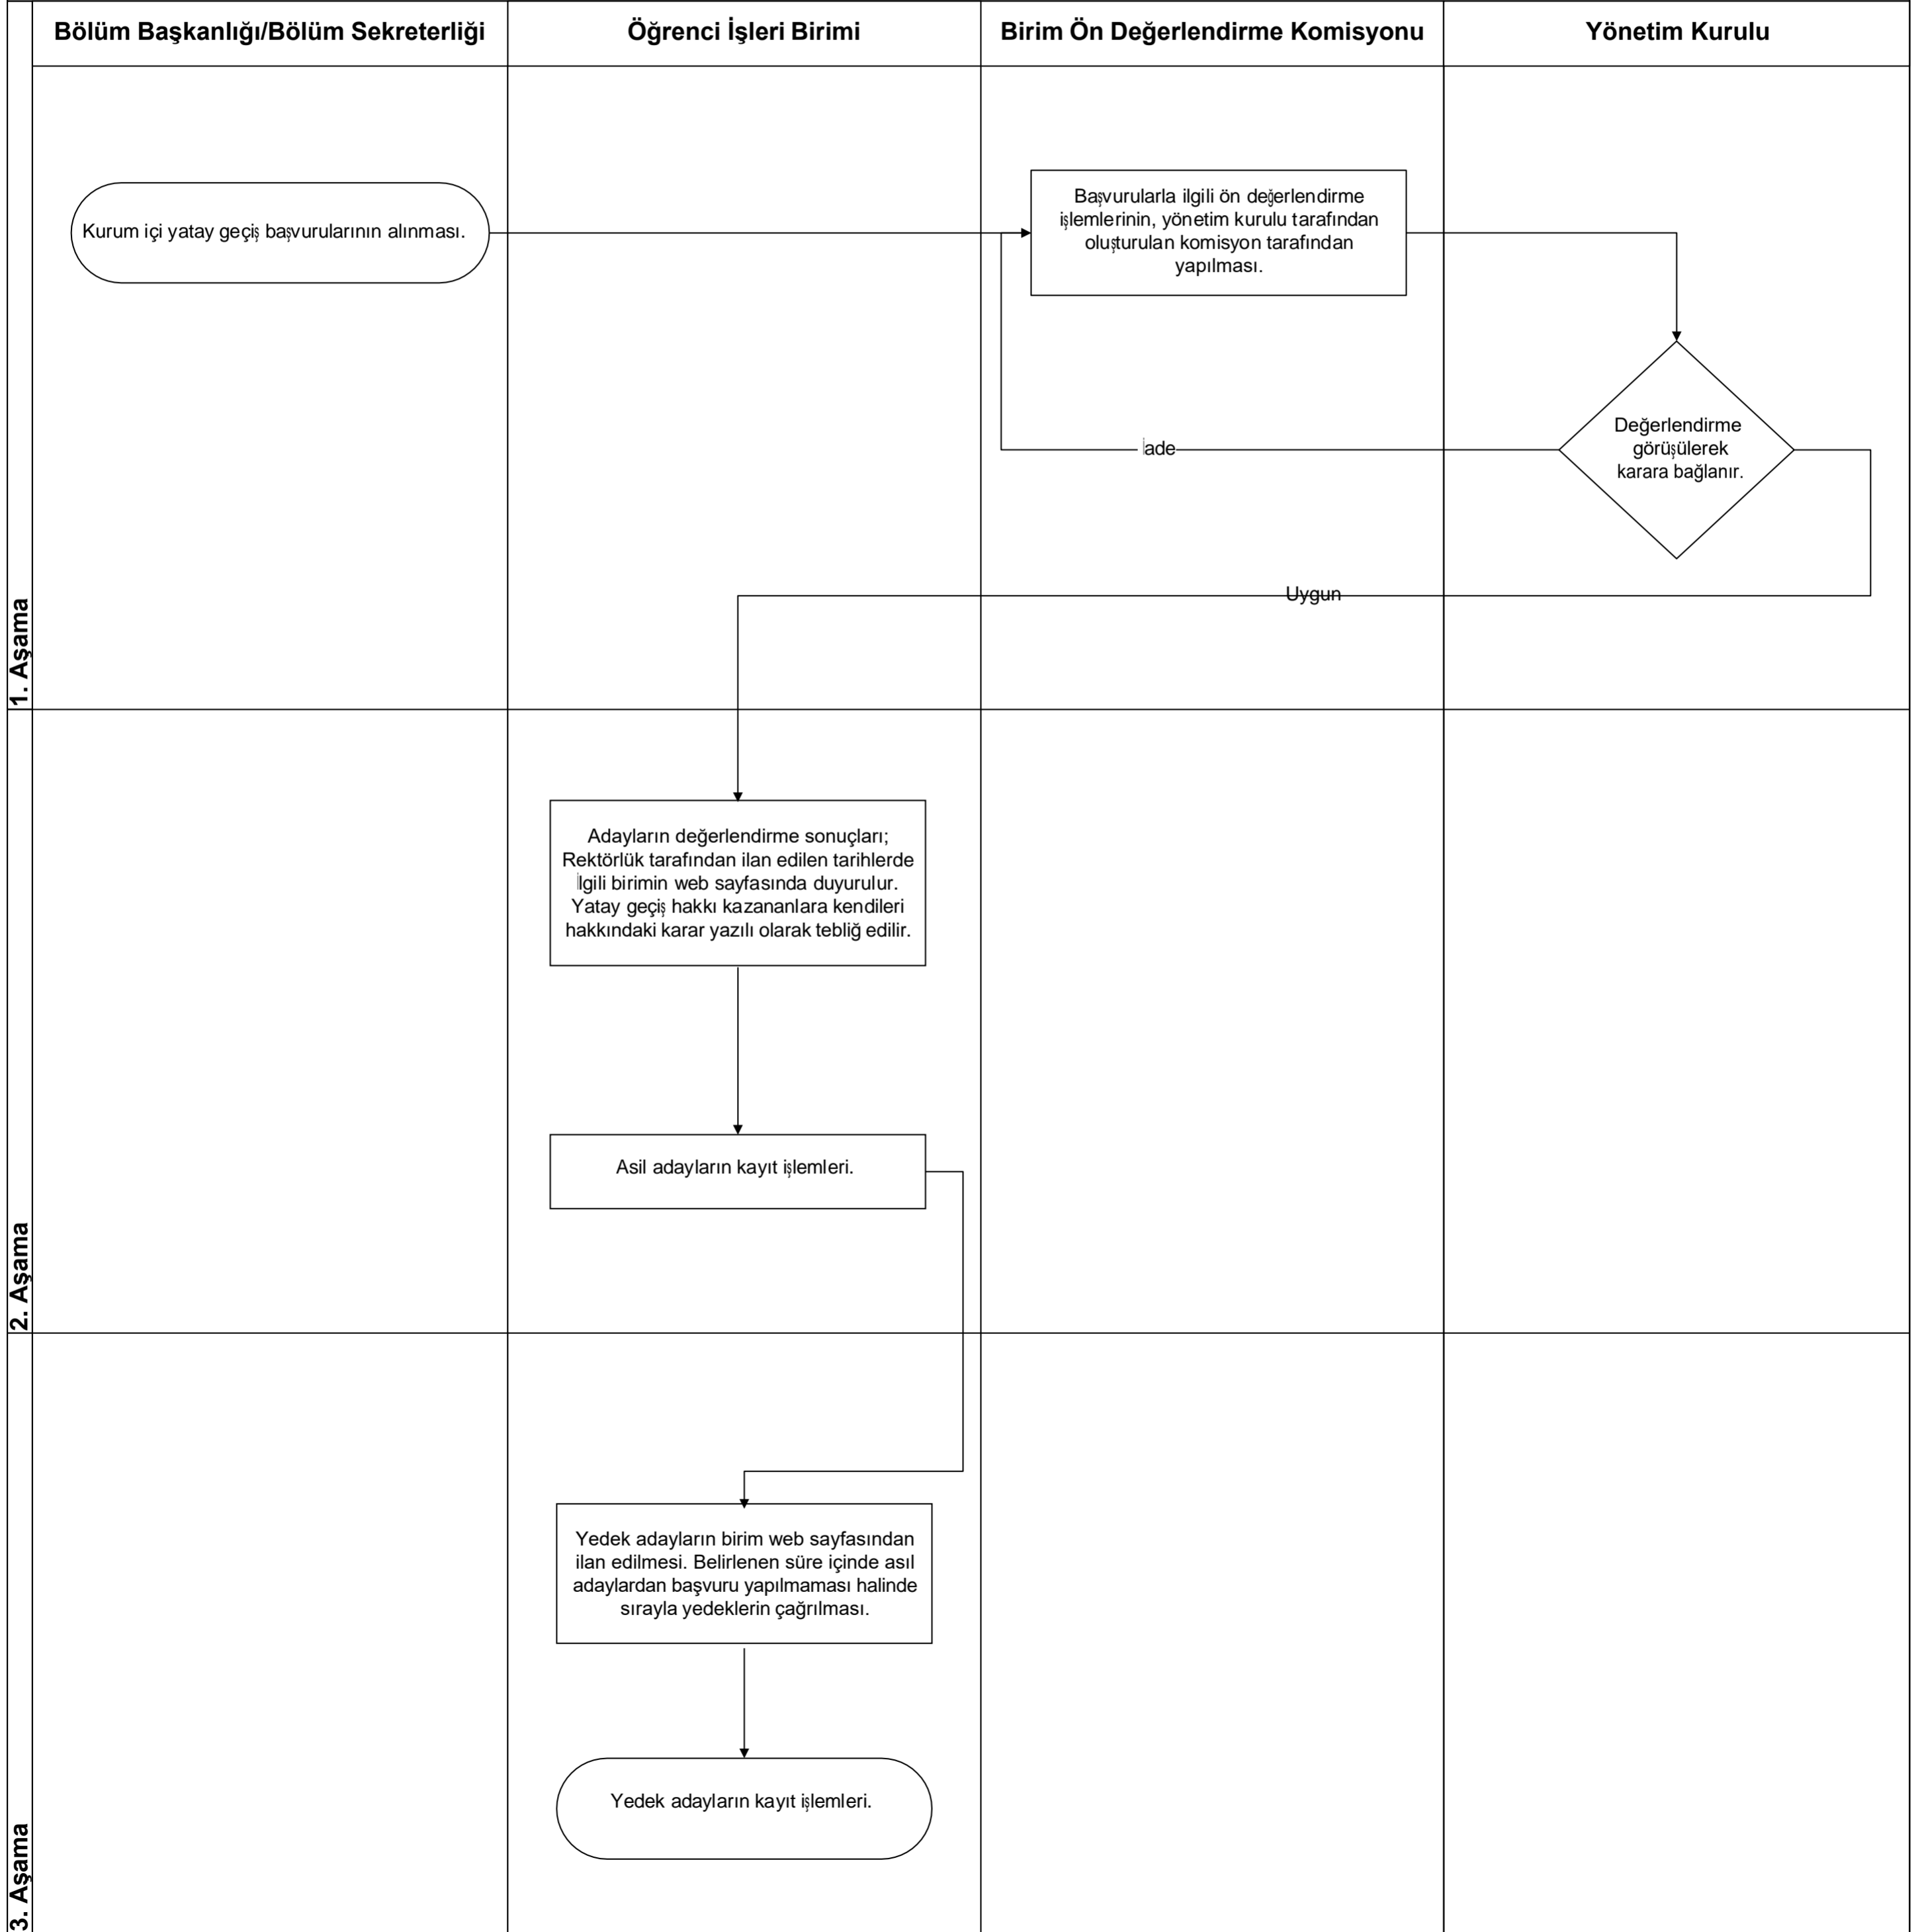 Bölüm Başkanlığı/Bölüm Sekreterliği
Öğrenci İşleri Birimi
Birim Ön Değerlendirme Komisyonu
Yönetim Kurulu
1. Aşama
Kurum içi yatay geçiş başvurularının alınması.
Başvurularla ilgili ön değerlendirme
işlemlerinin, yönetim kurulu tarafından
oluşturulan komisyon tarafından
yapılması.
Değerlendirme
görüşülerek
karara bağlanır.
İade
Uygun
2. Aşama
Adayların değerlendirme sonuçları;
Rektörlük tarafından ilan edilen tarihlerde
İlgili birimin web sayfasında duyurulur.
Yatay geçiş hakkı kazananlara kendileri
hakkındaki karar yazılı olarak tebliğ edilir.
Asil adayların kayıt işlemleri.
3. Aşama
Yedek adayların birim web sayfasından
ilan edilmesi. Belirlenen süre içinde asıl
adaylardan başvuru yapılmaması halinde
sırayla yedeklerin çağrılması.
Yedek adayların kayıt işlemleri.